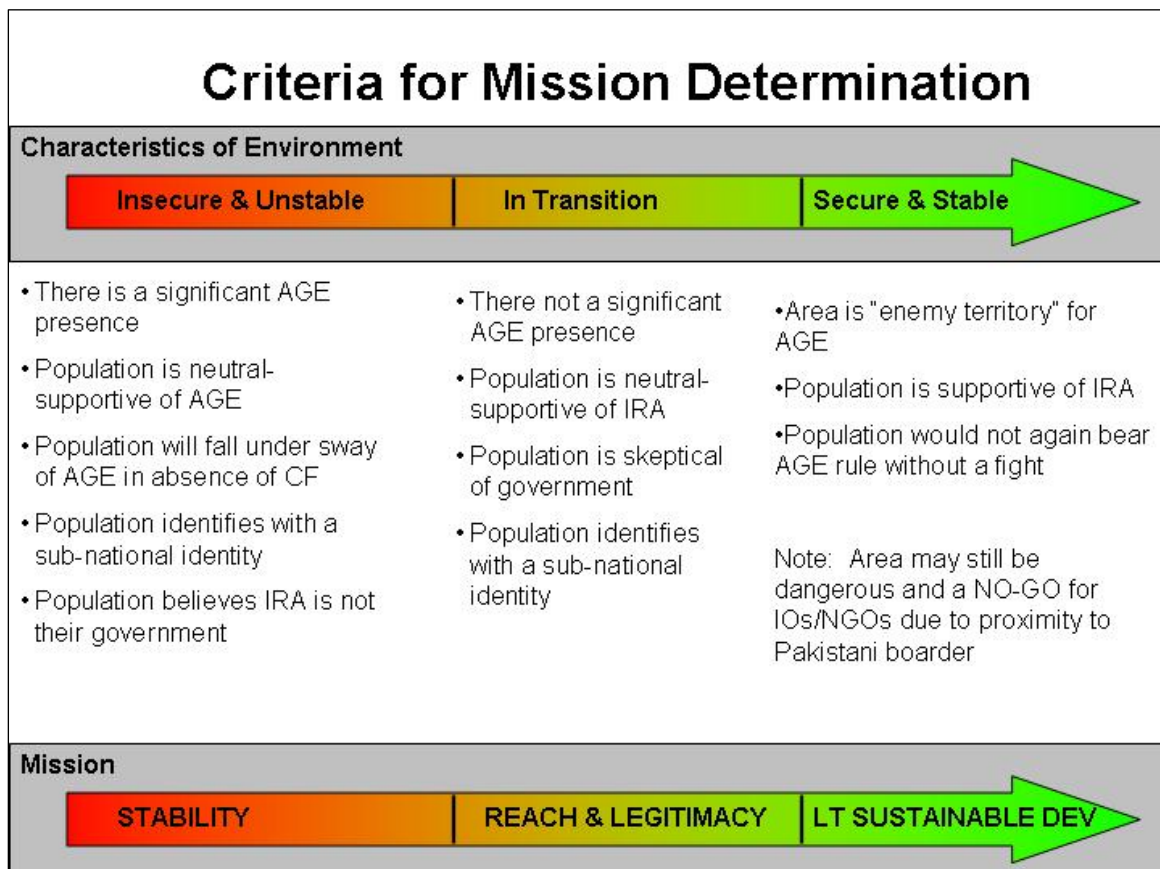 Criteria for Mission Determination
Characteristics of Environment
Insecure & Unstable
In Transition
Secure & Stable
• There is a significant AGE
presence
• Population is neutral-
supportive of AGE
• Population will fall under sway
of AGE in absence of CF
• Population identifies with a
sub-national identity
• Population believes IRA is not
their government
• There not a significant
AGE presence
• Population is neutral-
supportive of IRA
• Population is skeptical
of government
• Population identifies
with a sub-national
identity
•Area is "enemy territory" for
AGE
•Population is supportive of IRA
•Population would not again bear
AGE rule without a fight
Note: Area may still be
dangerous and a NO-GO for
IOs/NGOs due to proximity to
Pakistani boarder
Mission
STABILITY
REACH & LEGITIMACY
LT SUSTAINABLE DEV